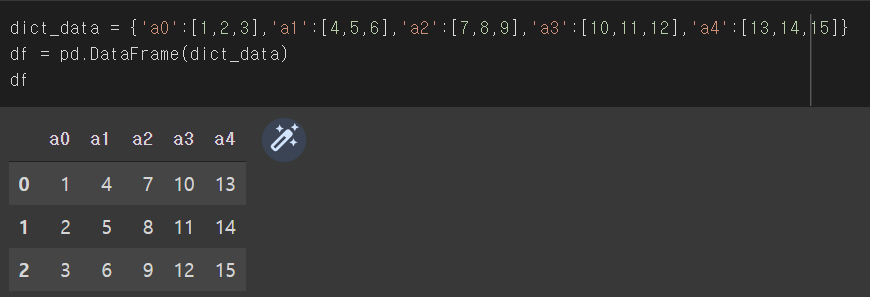 dict_data = {'a0':[1,2,3],'a1':[4,5,6],'a2':[7,8,9],'a3':[10,11,12],'a4':[13,14,15]}
df = pd.DataFrame(dict_data)
df
a0 a1 a2 a3 a4
0 1 4 7 10 13
1 2 5 8 11 14
2 3 6 9 12 15